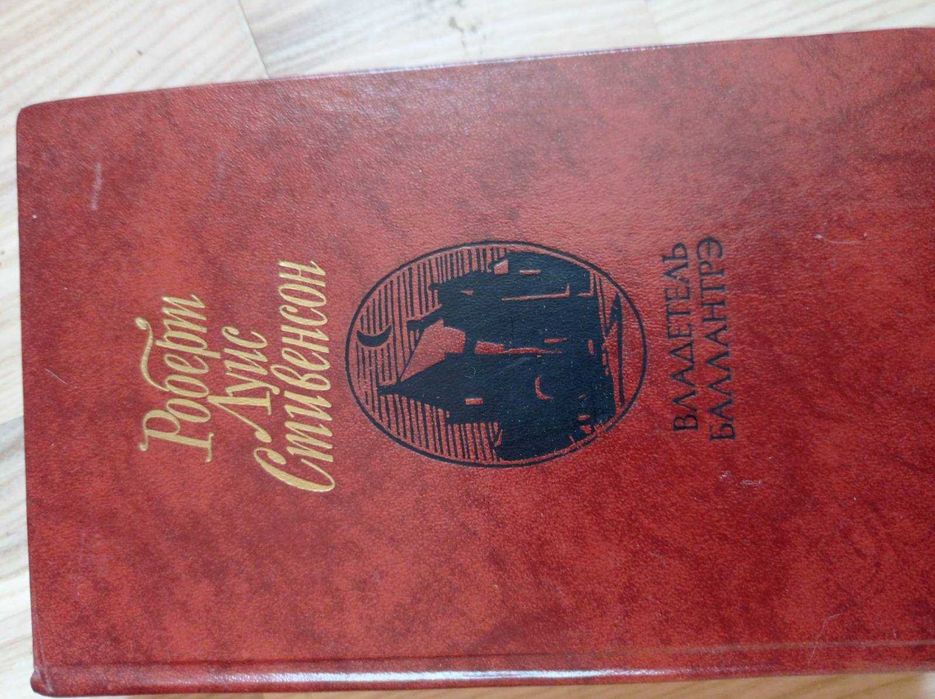 Роберт
Луис
Стивенсон
ВЛАДЕТЕЛЬ
БАЛЛАНТРЭ